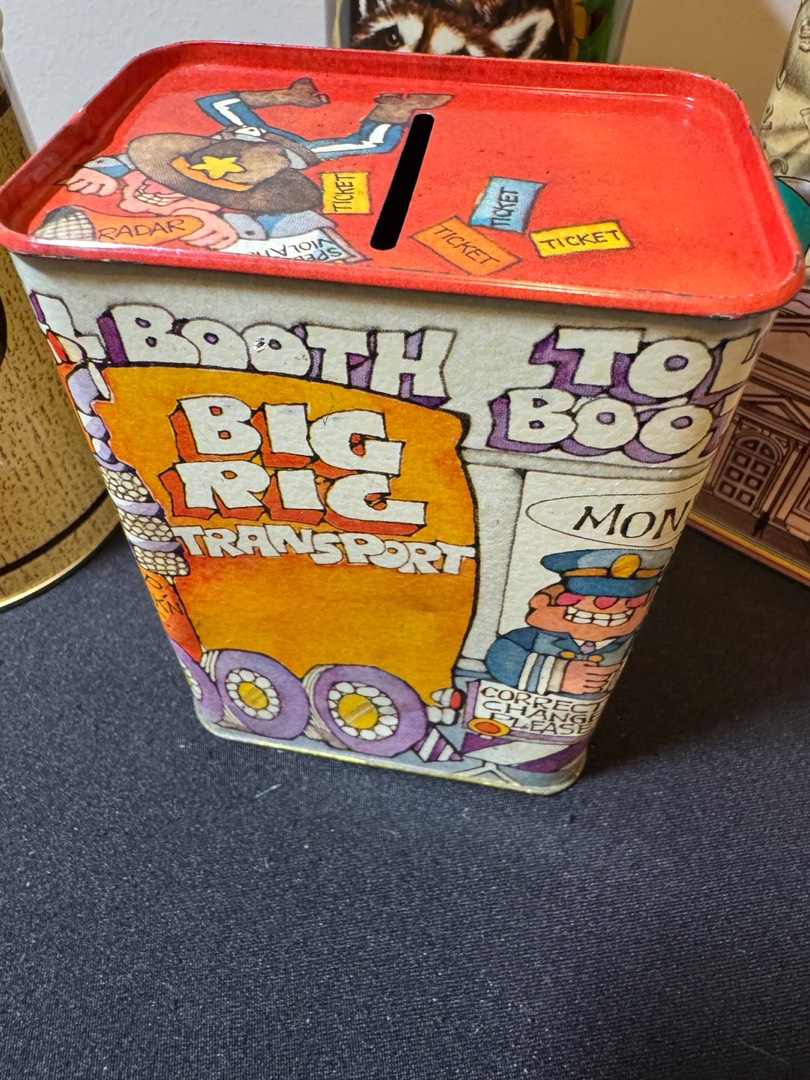 TICKET
TICKET
TICKET
TICKET
RADAR
L BOOTH
TOL
BOO
BIG
RIG
TRANSPORT
MON
CORRECT
CHANGE
PLEASE